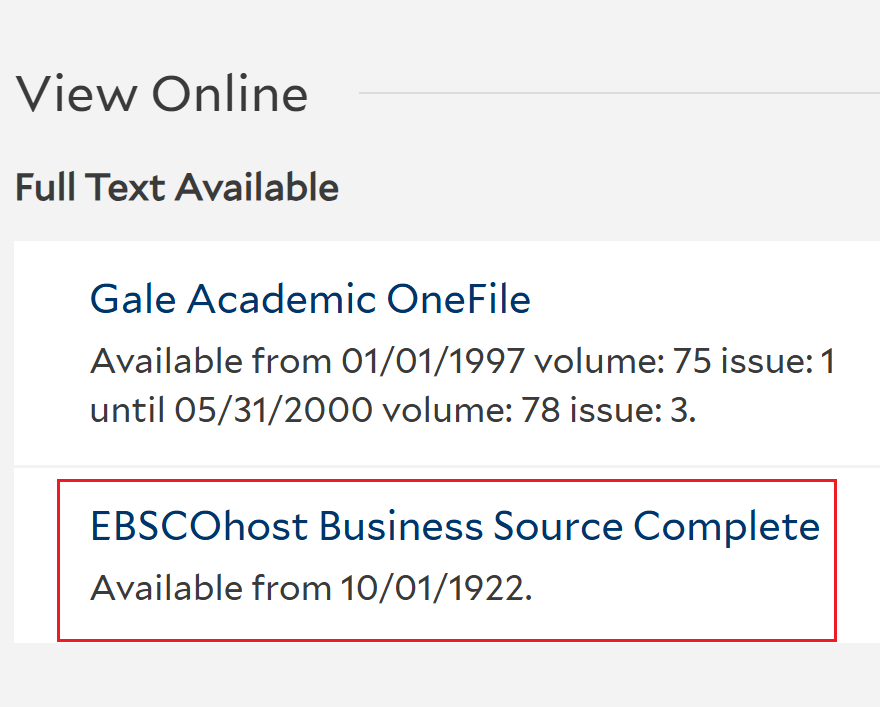 View Online
Full Text Available
Gale Academic OneFile
Available from 01/01/1997 volume: 75 issue: 1
until 05/31/2000 volume: 78 issue: 3.
EBSCOhost Business Source Complete
Available from 10/01/1922.